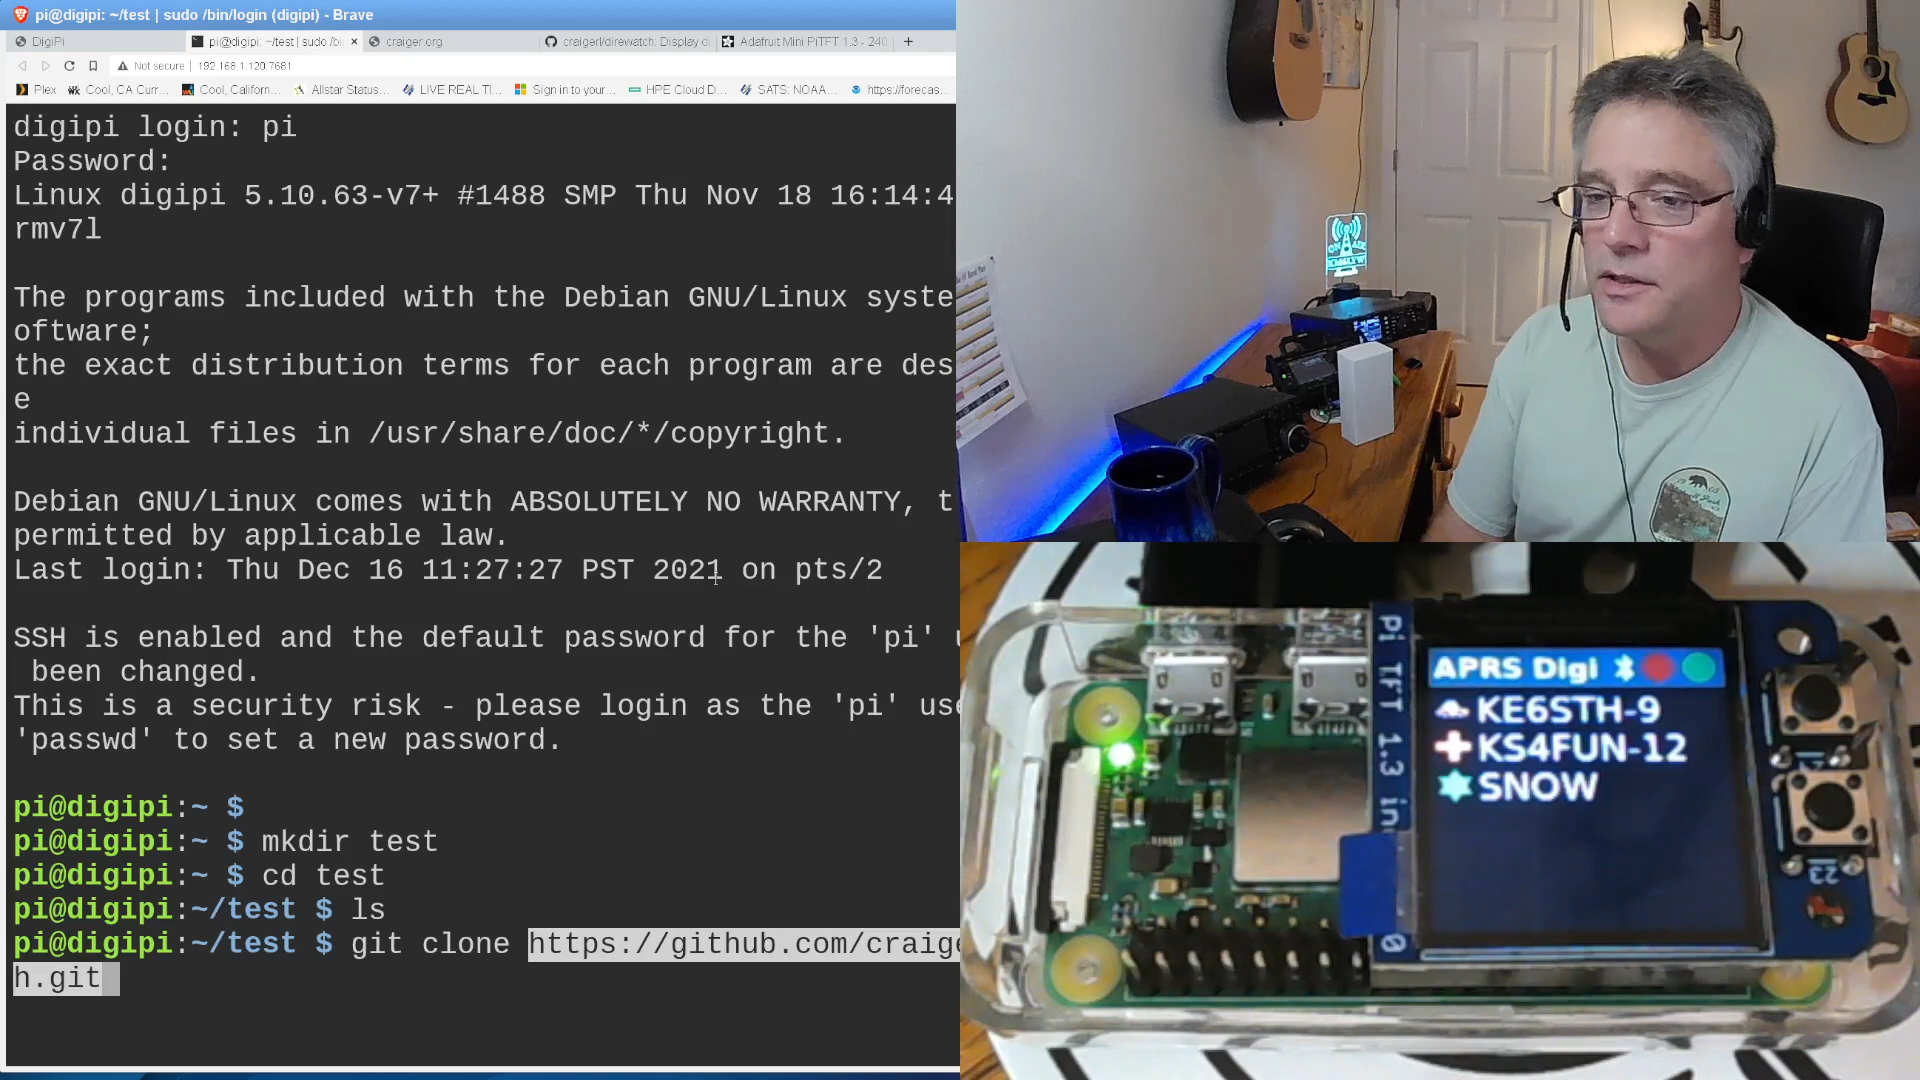 pi@digipi: ~/test | sudo /bin/login (digipi) - Brave
DigiPi
pi@digipi: ~/test | sudo /bi
craiger.org
craigerl/direwatch: Display d
Adafruit Mini PiTFT 1.3 - 240
Not secure
192.168.1.120:7681
Plex
Cool, CA Curr...
Cool, Californ...
Allstar Status...
LIVE REAL TI...
Sign in to your...
HPE Cloud D...
SATS: NOAA...
https://forecas...
digipi login: pi
Password:
Linux digipi 5.10.63-v7+ #1488 SMP Thu Nov 18 16:14:4
rmv7l
The programs included with the Debian GNU/Linux syste
oftware;
the exact distribution terms for each program are des
e
individual files in /usr/share/doc/*/copyright.
Debian GNU/Linux comes with ABSOLUTELY NO WARRANTY, t
permitted by applicable law.
Last login: Thu Dec 16 11:27:27 PST 2021 on pts/2
SSH is enabled and the default password for the 'pi' u
been changed.
This is a security risk - please login as the 'pi' use
'passwd' to set a new password.
pi@digipi:~ $
pi@digipi:~ $ mkdir test
pi@digipi:~ $ cd test
pi@digipi:~/test $ ls
pi@digipi:~/test $ git clone https://github.com/craige
h.git
ON AIR
KM6LYW
Pi TFT 1.3 in
APRS Digi
KE6STH-9
KS4FUN-12
SNOW
23